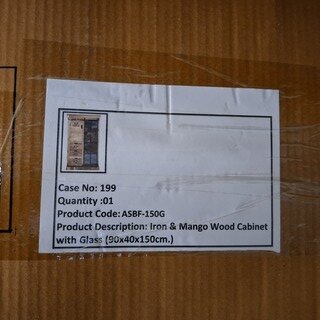 Case No: 199
Quantity :01
Product Code: ASBF-150G
Product Description: Iron & Mango Wood Cabinet
with Glass (90x40x150cm.)